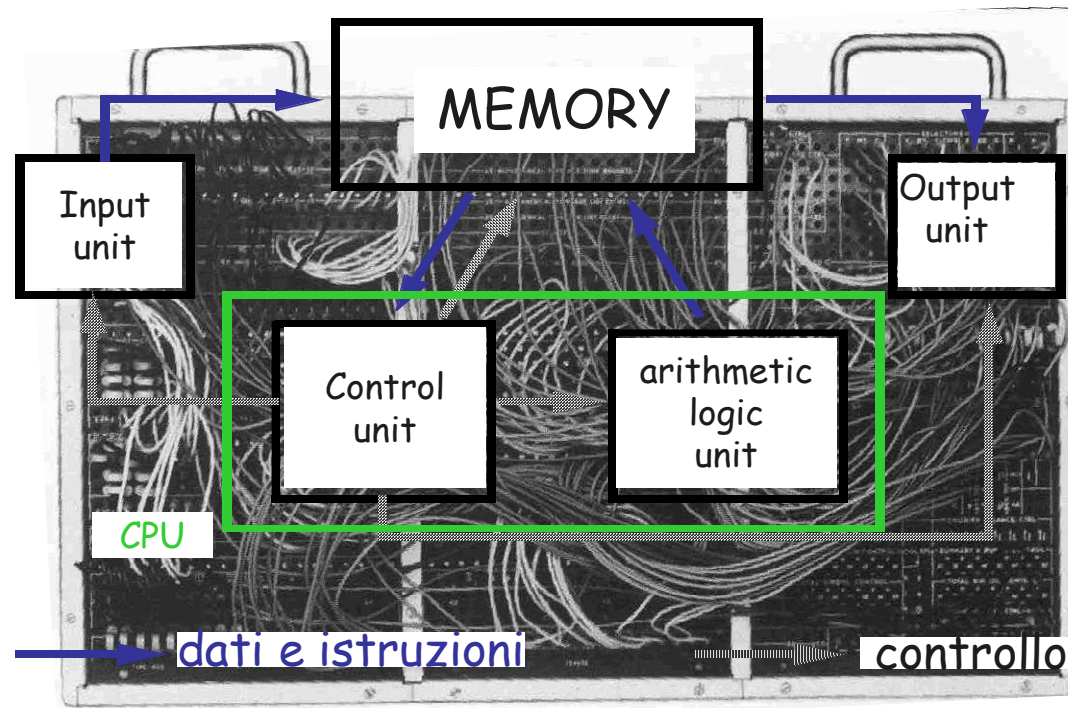 MEMORY
Input
unit
Output
unit
Control
unit
arithmetic
logic
unit
CPU
dati e istruzioni
controllo